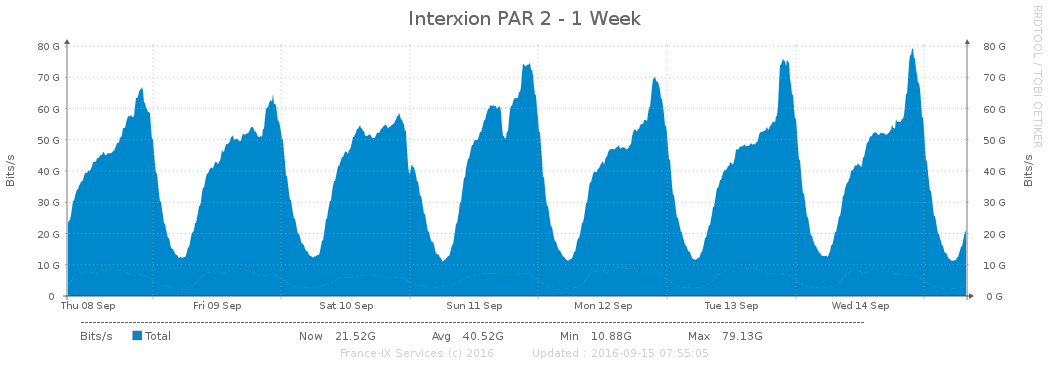 Interxion PAR 2 - 1 Week
RRDTOOL / TOBI OETIKER
Bits/s
Bits/s
80 G 80 G
70 G 70 G
60 G 60 G
50 G 50 G
40 G 40 G
30 G 30 G
20 G 20 G
10 G 10 G
0 0 G
Thu 08 Sep Fri 09 Sep Sat 10 Sep Sun 11 Sep Mon 12 Sep Tue 13 Sep Wed 14 Sep
Bits/s Total Now 21.52G Avg 40.52G Min 10.88G Max 79.13G
France-IX Services (c) 2016 Updated : 2016-09-15 07:55:05